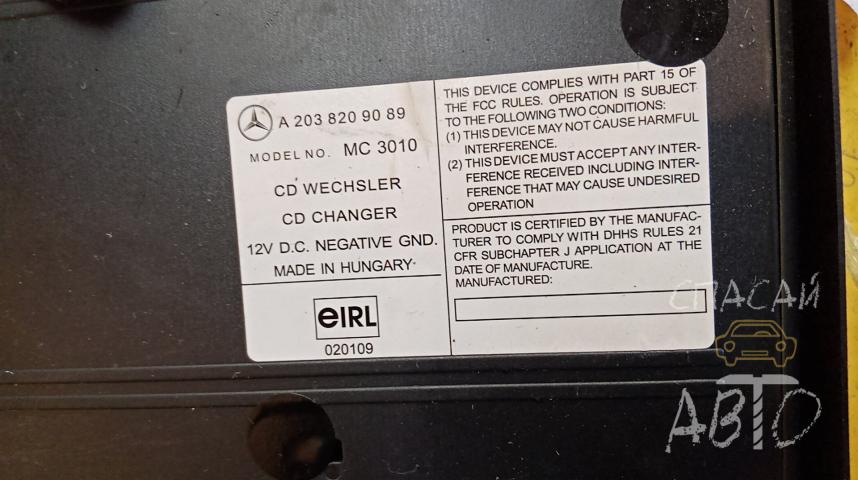 A 203 820 90 89
MODEL NO. MC 3010
CD WECHSLER
CD CHANGER
12V D.C. NEGATIVE GND.
MADE IN HUNGARY
eIRL
020109
THIS DEVICE COMPLIES WITH PART 15 OF
THE FCC RULES. OPERATION IS SUBJECT
TO THE FOLLOWING TWO CONDITIONS:
(1) THIS DEVICE MAY NOT CAUSE HARMFUL
INTERFERENCE.
(2) THIS DEVICE MUST ACCEPT ANY INTER-
FERENCE RECEIVED INCLUDING INTER-
FERENCE THAT MAY CAUSE UNDESIRED
OPERATION
PRODUCT IS CERTIFIED BY THE MANUFAC-
TURER TO COMPLY WITH DHHS RULES 21
CFR SUBCHAPTER J APPLICATION AT THE
DATE OF MANUFACTURE.
MANUFACTURED:
СПАСАЙ
АВТО